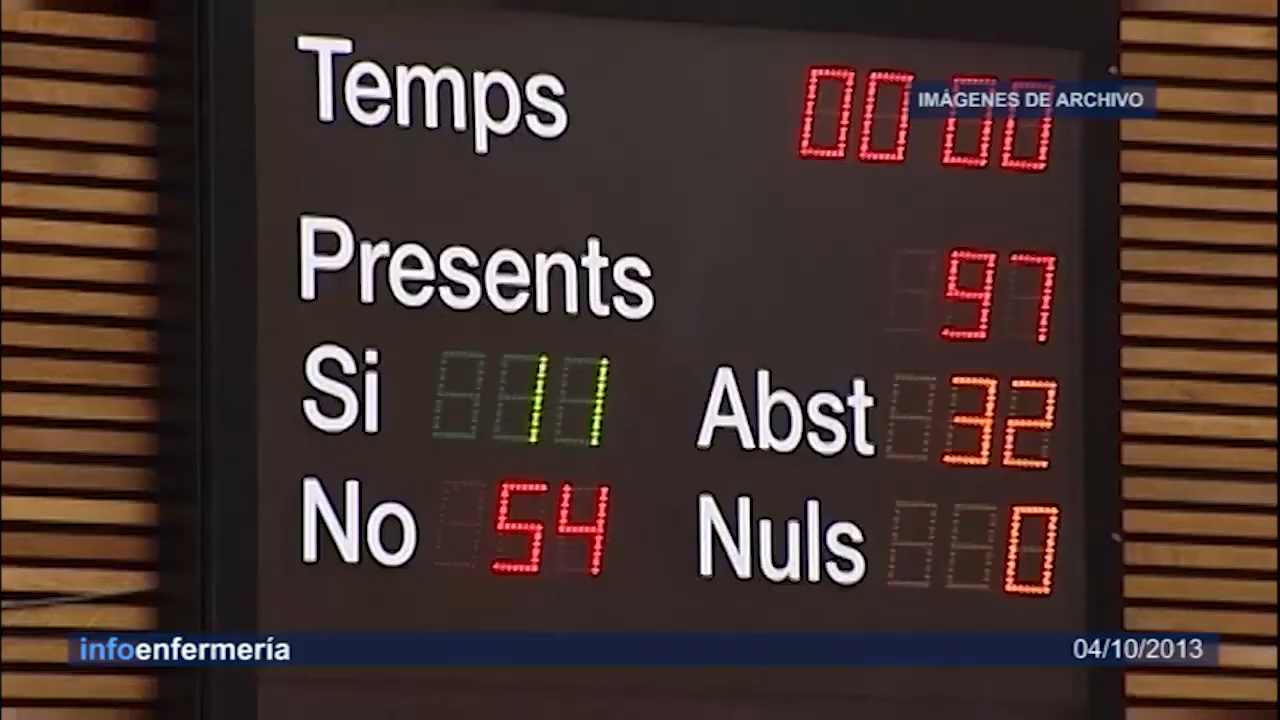 Temps 00 00
IMÁGENES DE ARCHIVO
Presents 97
Si 11 Abst 32
No 54 Nuls 0
infoenfermería 04/10/2013